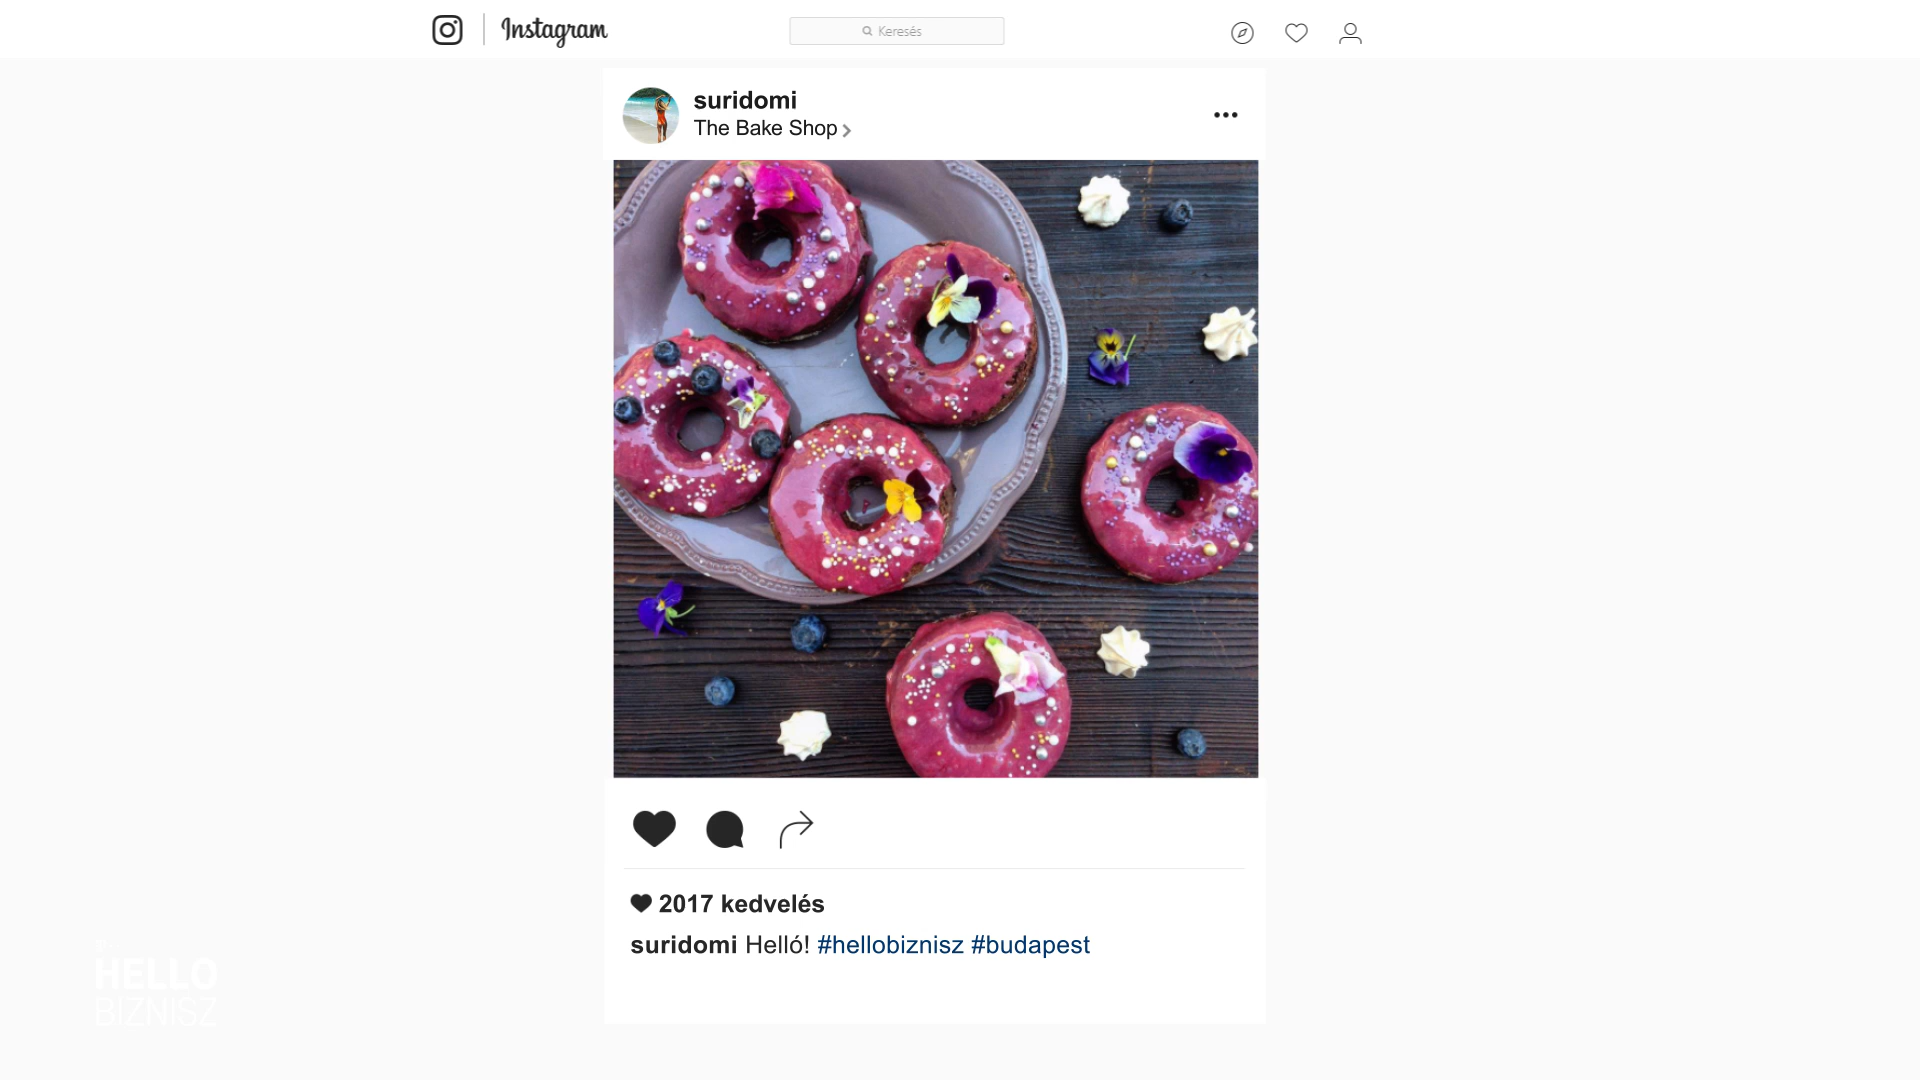 Instagram
Keresés
suridomi
The Bake Shop
2017 kedvelés
suridomi Helló! #hellobiznisz #budapest
HELLO
BIZNISZ